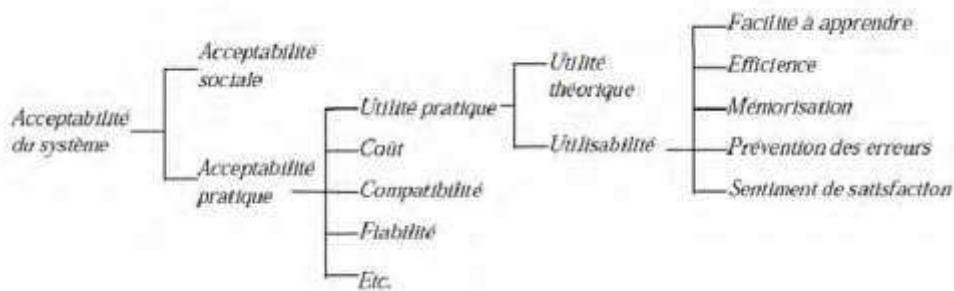 Acceptabilité
du système
Acceptabilité
sociale
Acceptabilité
pratique
Utilité pratique
Coût
Compatibilité
Fiabilité
Etc.
Utilité
théorique
Utilisabilité
Facilité à apprendre
Efficience
Mémorisation
Prévention des erreurs
Sentiment de satisfaction